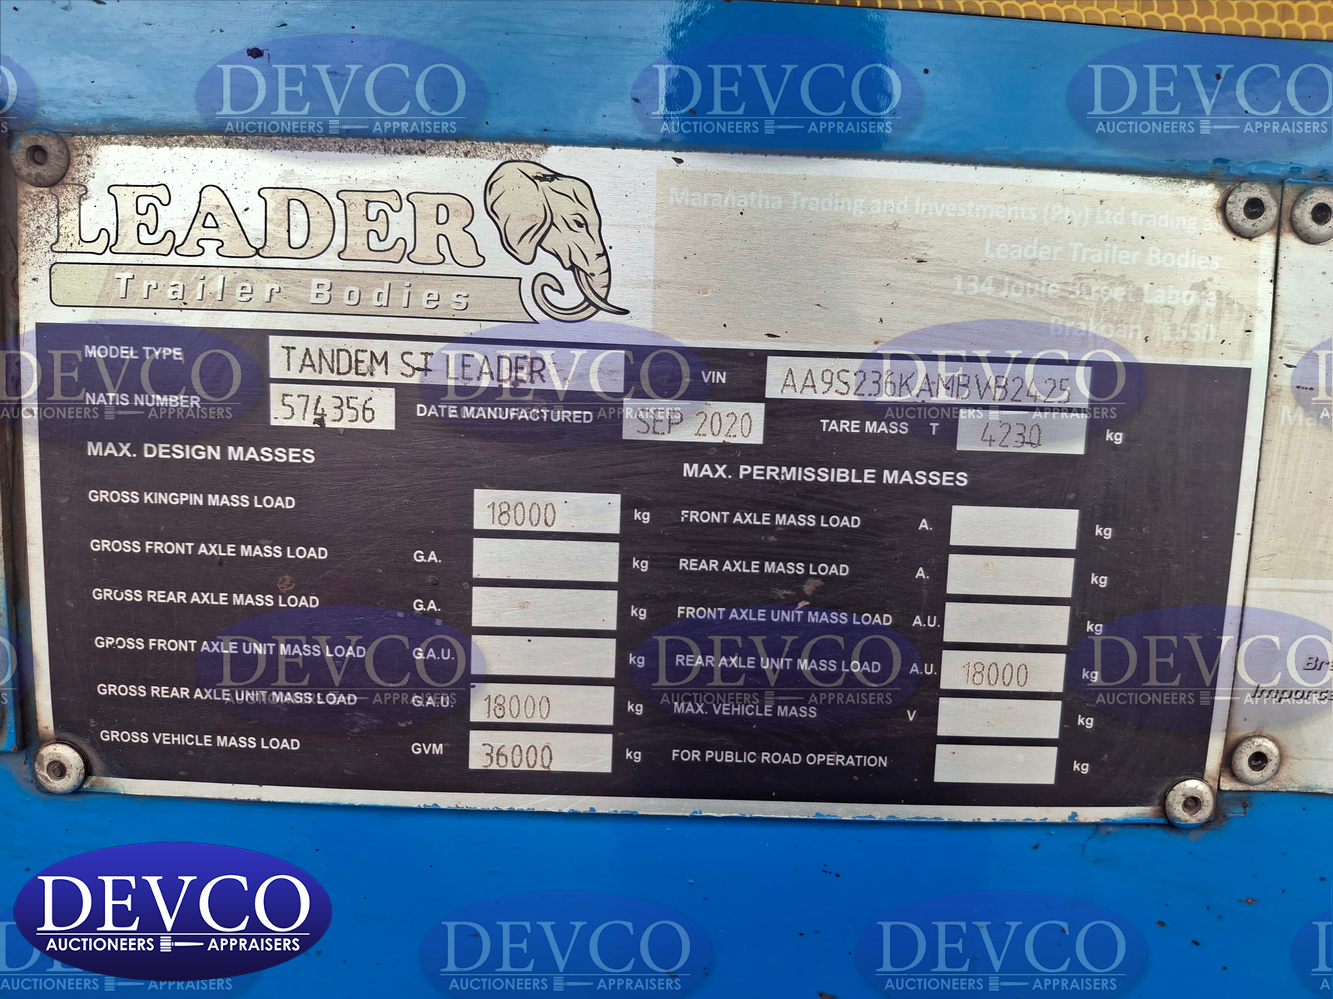 LEADER
Trailer Bodies
Maranatha Trading and Investments (Pty) Ltd trading as
Leader Trailer Bodies
134 Joule Street Labore
Brakpan 1550
MODEL TYPE TANDEM S-T LEADER VIN AA9S236KAMBVB2425
NATIS NUMBER 574356 DATE MANUFACTURED SEP 2020 TARE MASS T 4230 kg
MAX. DESIGN MASSES
GROSS KINGPIN MASS LOAD 18000 kg
GROSS FRONT AXLE MASS LOAD G.A. kg
GROSS REAR AXLE MASS LOAD G.A. kg
GROSS FRONT AXLE UNIT MASS LOAD G.A.U. kg
GROSS REAR AXLE UNIT MASS LOAD G.A.U. 18000 kg
GROSS VEHICLE MASS LOAD GVM 36000 kg
MAX. PERMISSIBLE MASSES
FRONT AXLE MASS LOAD A. kg
REAR AXLE MASS LOAD A. kg
FRONT AXLE UNIT MASS LOAD A.U. kg
REAR AXLE UNIT MASS LOAD A.U. 18000 kg
MAX. VEHICLE MASS V kg
FOR PUBLIC ROAD OPERATION kg
DEVCO
AUCTIONEERS APPRAISERS